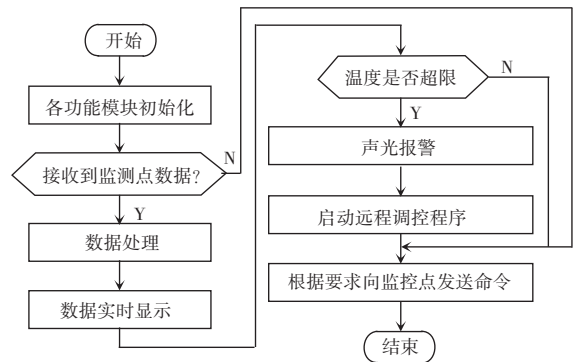 开始
各功能模块初始化
接收到监测点数据?
N
Y
数据处理
数据实时显示
温度是否超限
N
Y
声光报警
启动远程调控程序
根据要求向监控点发送命令
结束